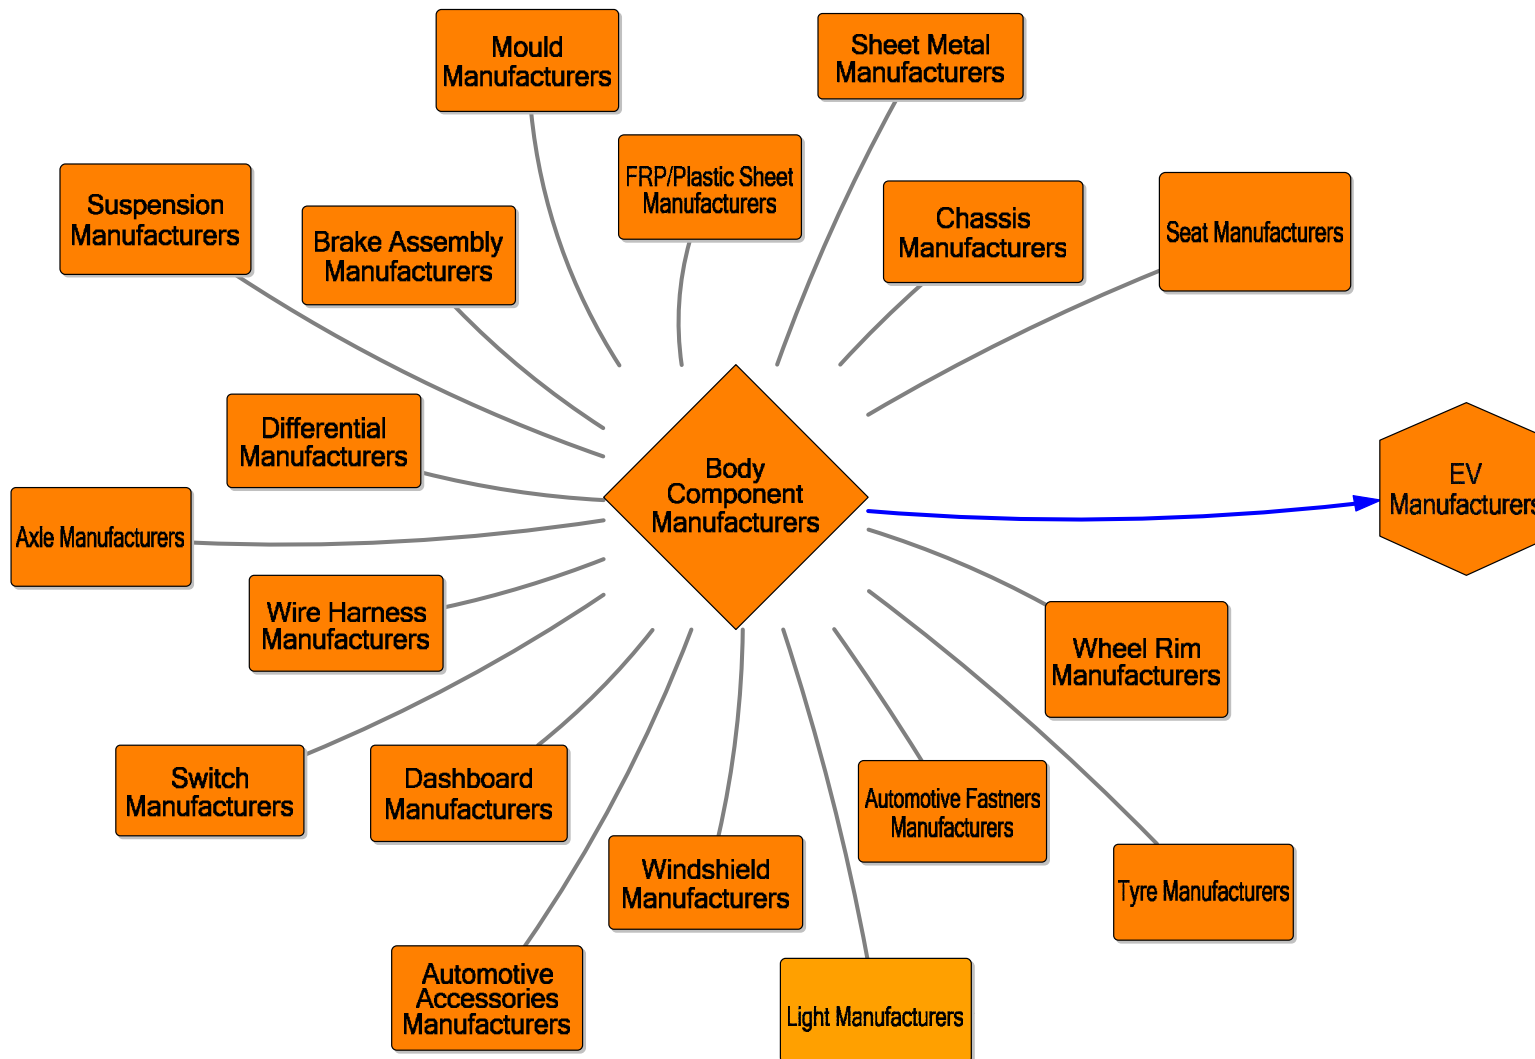 Mould
Manufacturers
Sheet Metal
Manufacturers
FRP/Plastic Sheet
Manufacturers
Suspension
Manufacturers
Brake Assembly
Manufacturers
Chassis
Manufacturers
Seat Manufacturers
Differential
Manufacturers
Body
Component
Manufacturers
EV
Manufacturers
Axle Manufacturers
Wire Harness
Manufacturers
Wheel Rim
Manufacturers
Switch
Manufacturers
Dashboard
Manufacturers
Automotive Fastners
Manufacturers
Windshield
Manufacturers
Tyre Manufacturers
Automotive
Accessories
Manufacturers
Light Manufacturers